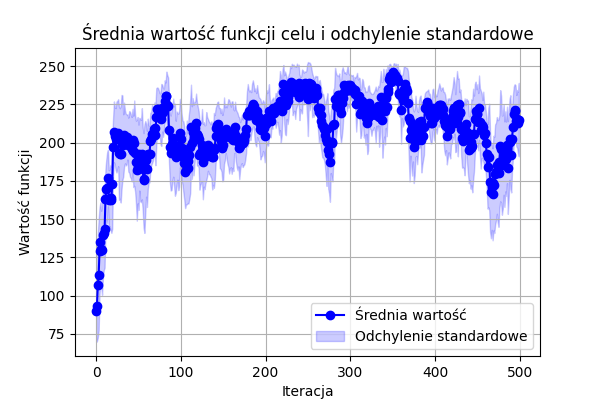 Średnia wartość funkcji celu i odchylenie standardowe
Wartość funkcji
250
225
200
175
150
125
100
75
Średnia wartość
Odchylenie standardowe
0 100 200 300 400 500
Iteracja